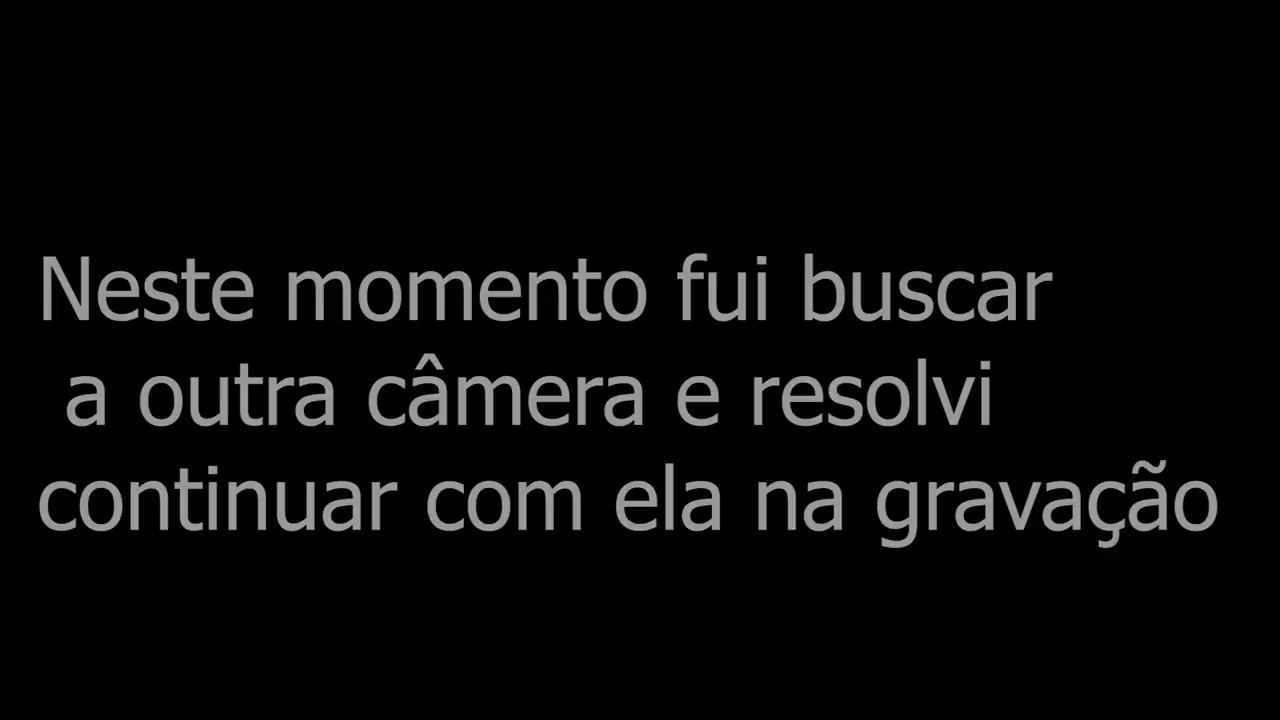 Neste momento fui buscar
a outra câmera e resolvi
continuar com ela na gravação